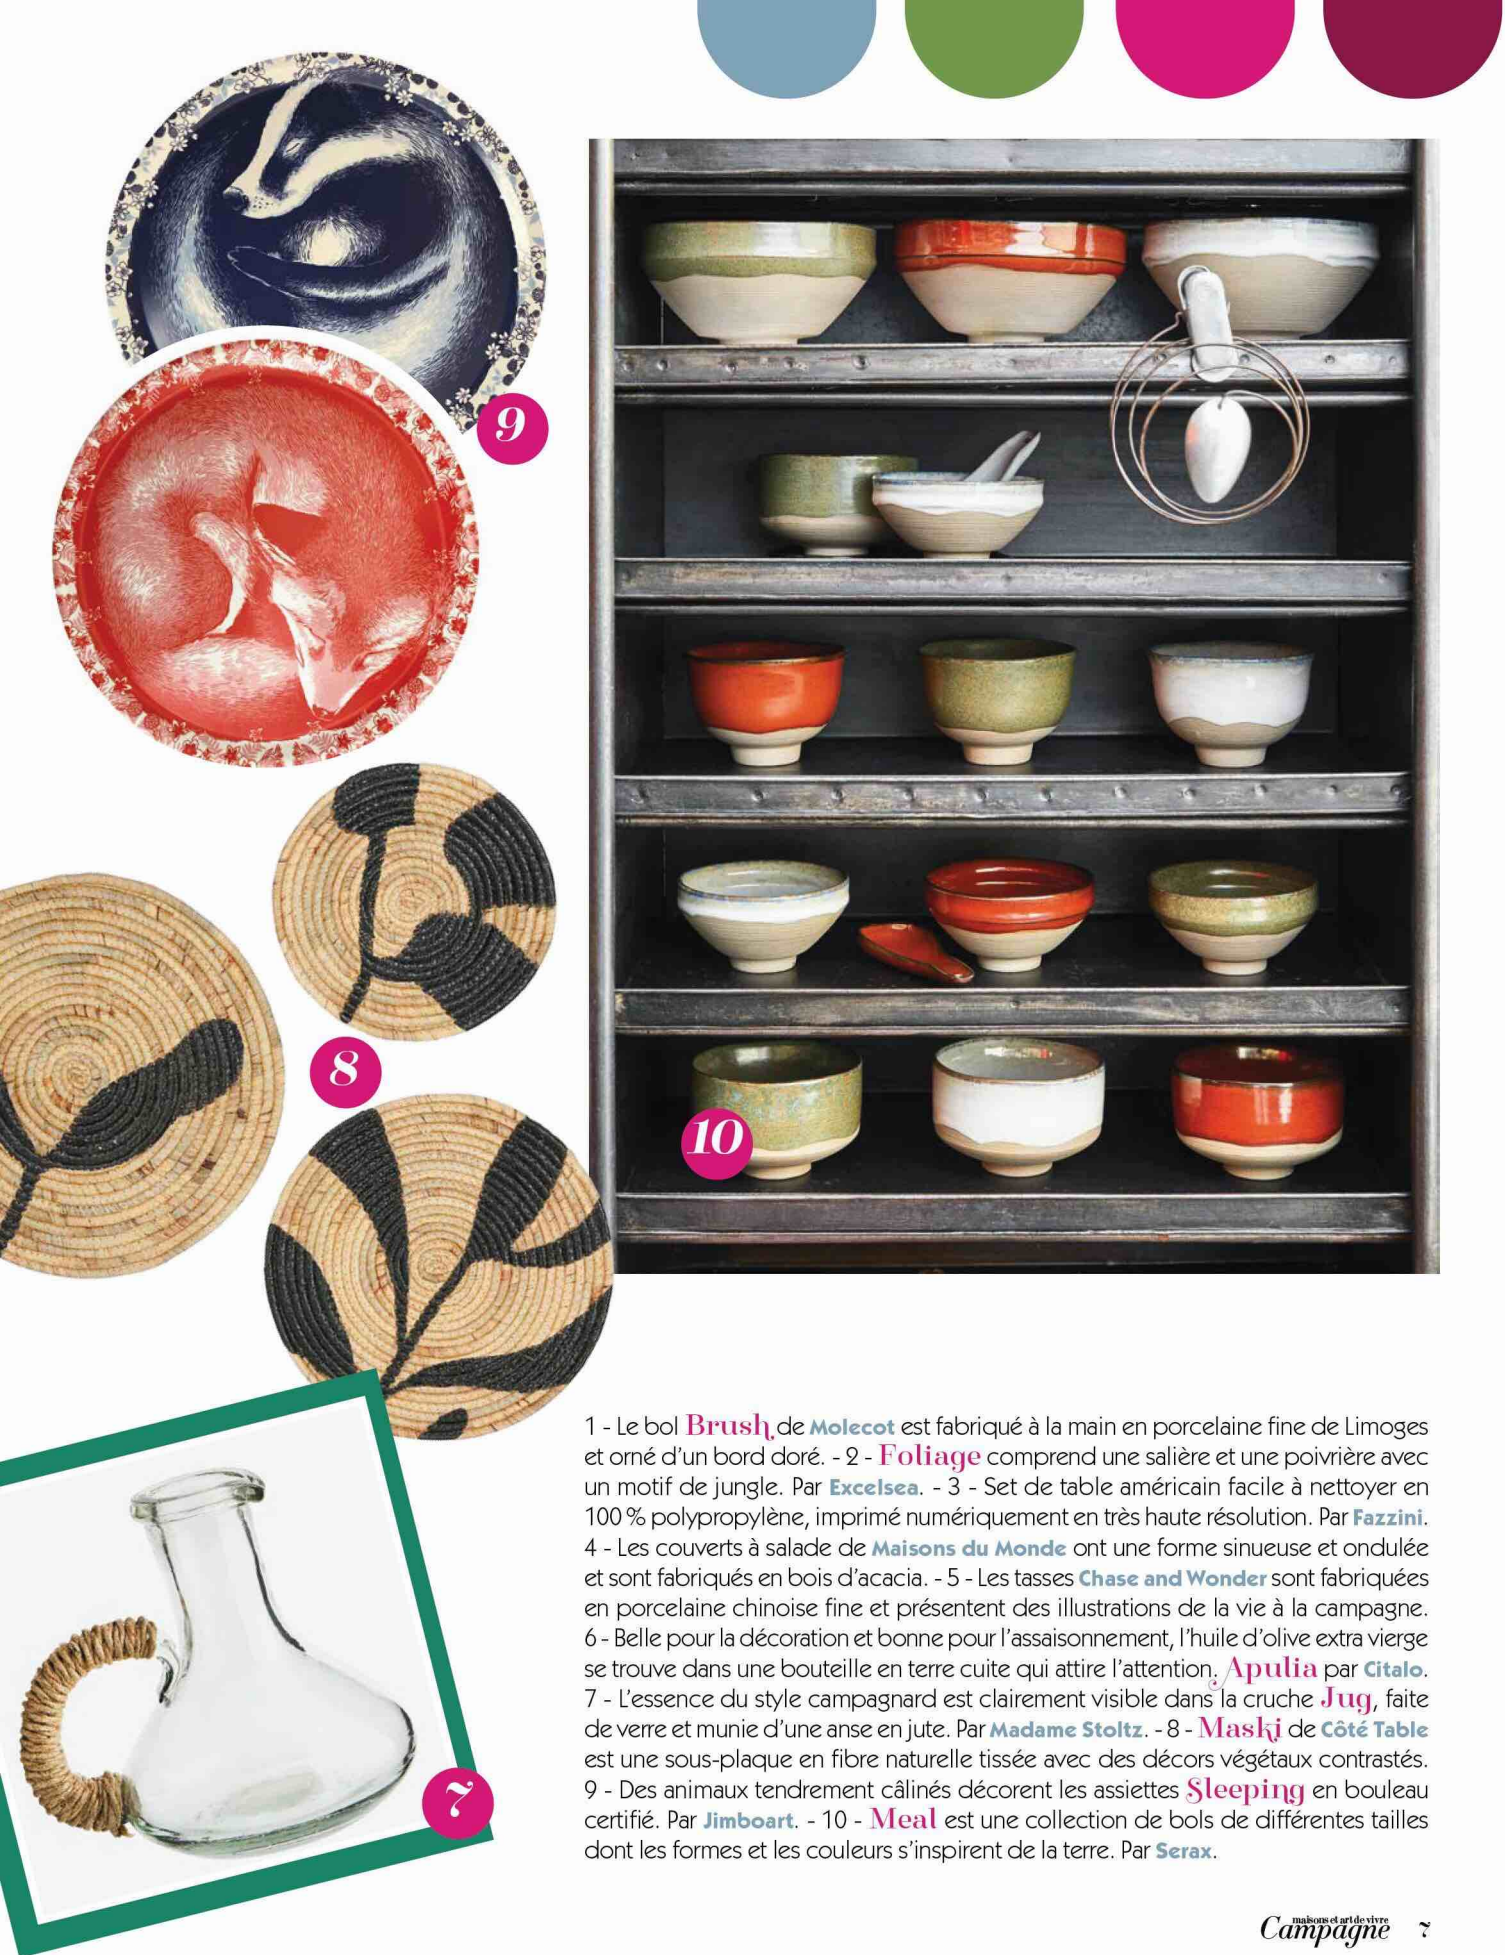 9
8
10
7
1 - Le bol Brush de Molecot est fabriqué à la main en porcelaine fine de Limoges
et orné d'un bord doré. - 2 - Foliage comprend une salière et une poivrière avec
un motif de jungle. Par Excelsea. - 3 - Set de table américain facile à nettoyer en
100 % polypropylène, imprimé numériquement en très haute résolution. Par Fazzini.
4 - Les couverts à salade de Maisons du Monde ont une forme sinueuse et ondulée
et sont fabriqués en bois d'acacia. - 5 - Les tasses Chase and Wonder sont fabriquées
en porcelaine chinoise fine et présentent des illustrations de la vie à la campagne.
6 - Belle pour la décoration et bonne pour l'assaisonnement, l'huile d'olive extra vierge
se trouve dans une bouteille en terre cuite qui attire l'attention. Apulia par Citalo.
7 - L'essence du style campagnard est clairement visible dans la cruche Jug, faite
de verre et munie d'une anse en jute. Par Madame Stoltz. - 8 - Maski de Côté Table
est une sous-plaque en fibre naturelle tissée avec des décors végétaux contrastés.
9 - Des animaux tendrement câlinés décorent les assiettes Sleeping en bouleau
certifié. Par Jimboart. - 10 - Meal est une collection de bols de différentes tailles
dont les formes et les couleurs s'inspirent de la terre. Par Serax.
maisons et art de vivre
Campagne 7